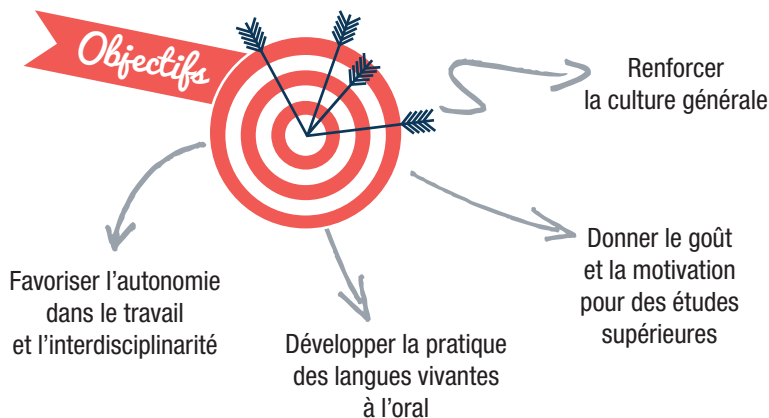 Objectifs
Renforcer
la culture générale
Donner le goût
et la motivation
pour des études
supérieures
Développer la pratique
des langues vivantes
à l’oral
Favoriser l’autonomie
dans le travail
et l’interdisciplinarité